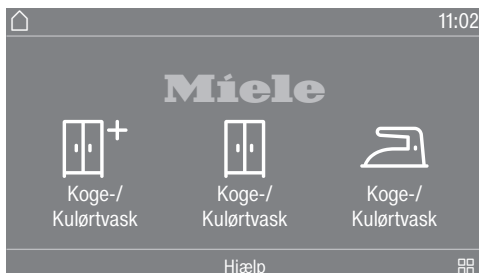 11:02
Miele
Koge-/
Kulørtvask
Koge-/
Kulørtvask
Koge-/
Kulørtvask
Hjælp